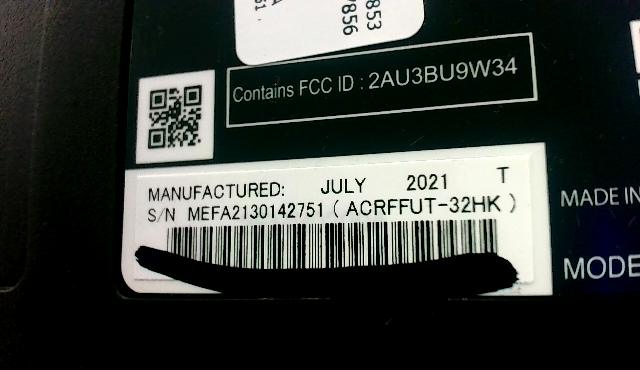 853
7856
Contains FCC ID : 2AU3BU9W34
MANUFACTURED: JULY 2021 T
S/N MEFA2130142751 ( ACRFFUT-32HK )
MADE IN
MODE